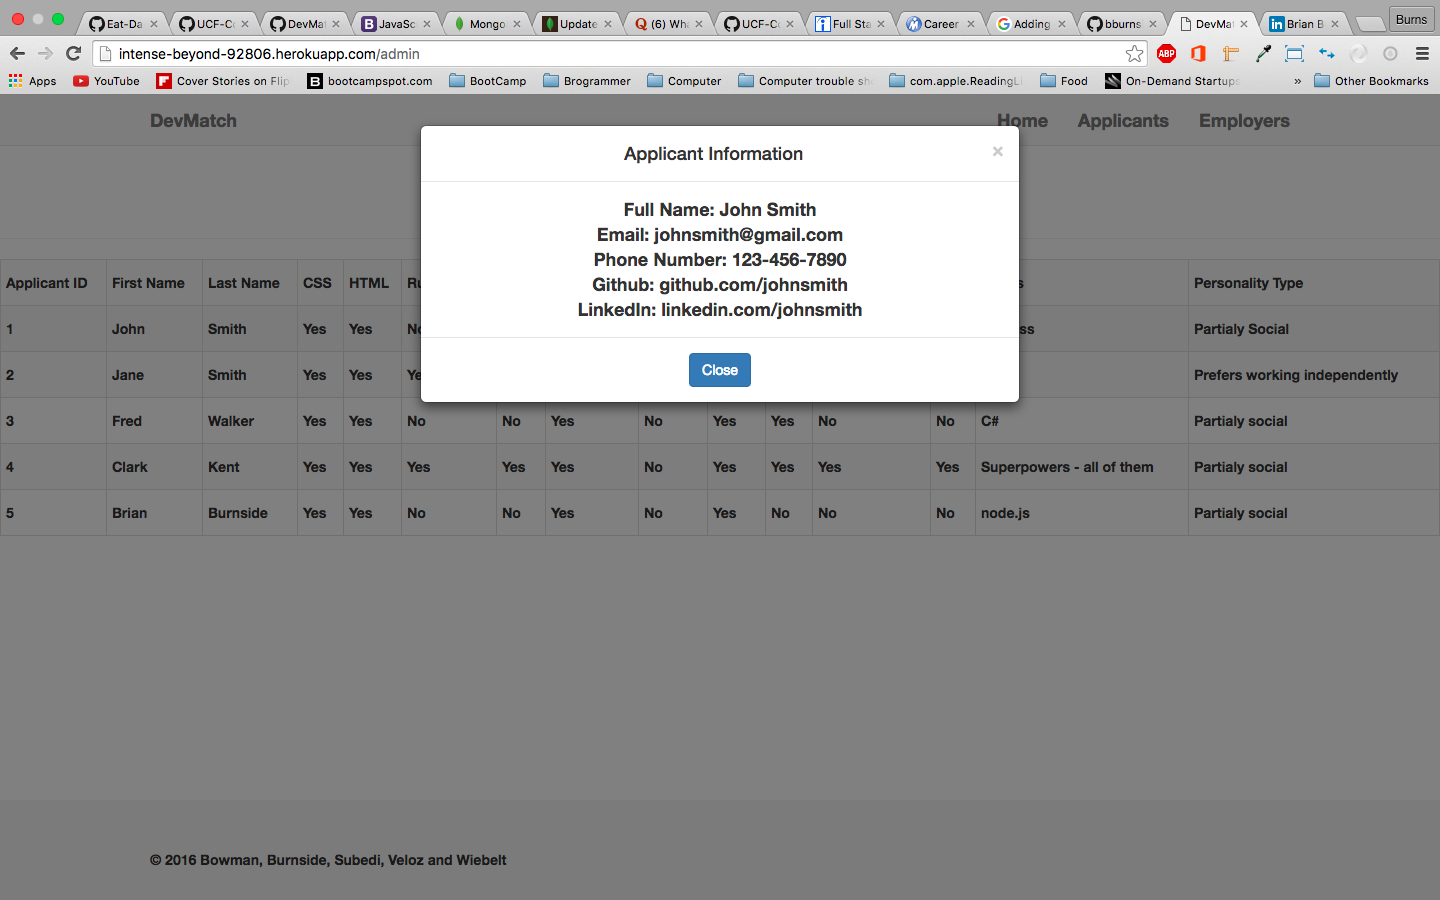 Eat-Da
UCF-Co
DevMat
JavaSc
Mongo
Update
(6) Wha
UCF-Co
Full Sta
Career
Adding
bburns
DevMat
Brian B
Burns
intense-beyond-92806.herokuapp.com/admin
ABP
Apps
YouTube
Cover Stories on Flip
bootcampspot.com
BootCamp
Brogrammer
Computer
Computer trouble sh
com.apple.ReadingL
Food
On-Demand Startups
» Other Bookmarks
DevMatch Home Applicants Employers
Applicant Information ×
Full Name: John Smith
Email: johnsmith@gmail.com
Phone Number: 123-456-7890
Github: github.com/johnsmith
LinkedIn: linkedin.com/johnsmith
Close
Applicant ID First Name Last Name CSS HTML Ru s Personality Type
1 John Smith Yes Yes No ss Partialy Social
2 Jane Smith Yes Yes Ye Prefers working independently
3 Fred Walker Yes Yes No No Yes No Yes Yes No No C# Partialy social
4 Clark Kent Yes Yes Yes Yes Yes No Yes Yes Yes Yes Superpowers - all of them Partialy social
5 Brian Burnside Yes Yes No No Yes No Yes No No No node.js Partialy social
© 2016 Bowman, Burnside, Subedi, Veloz and Wiebelt